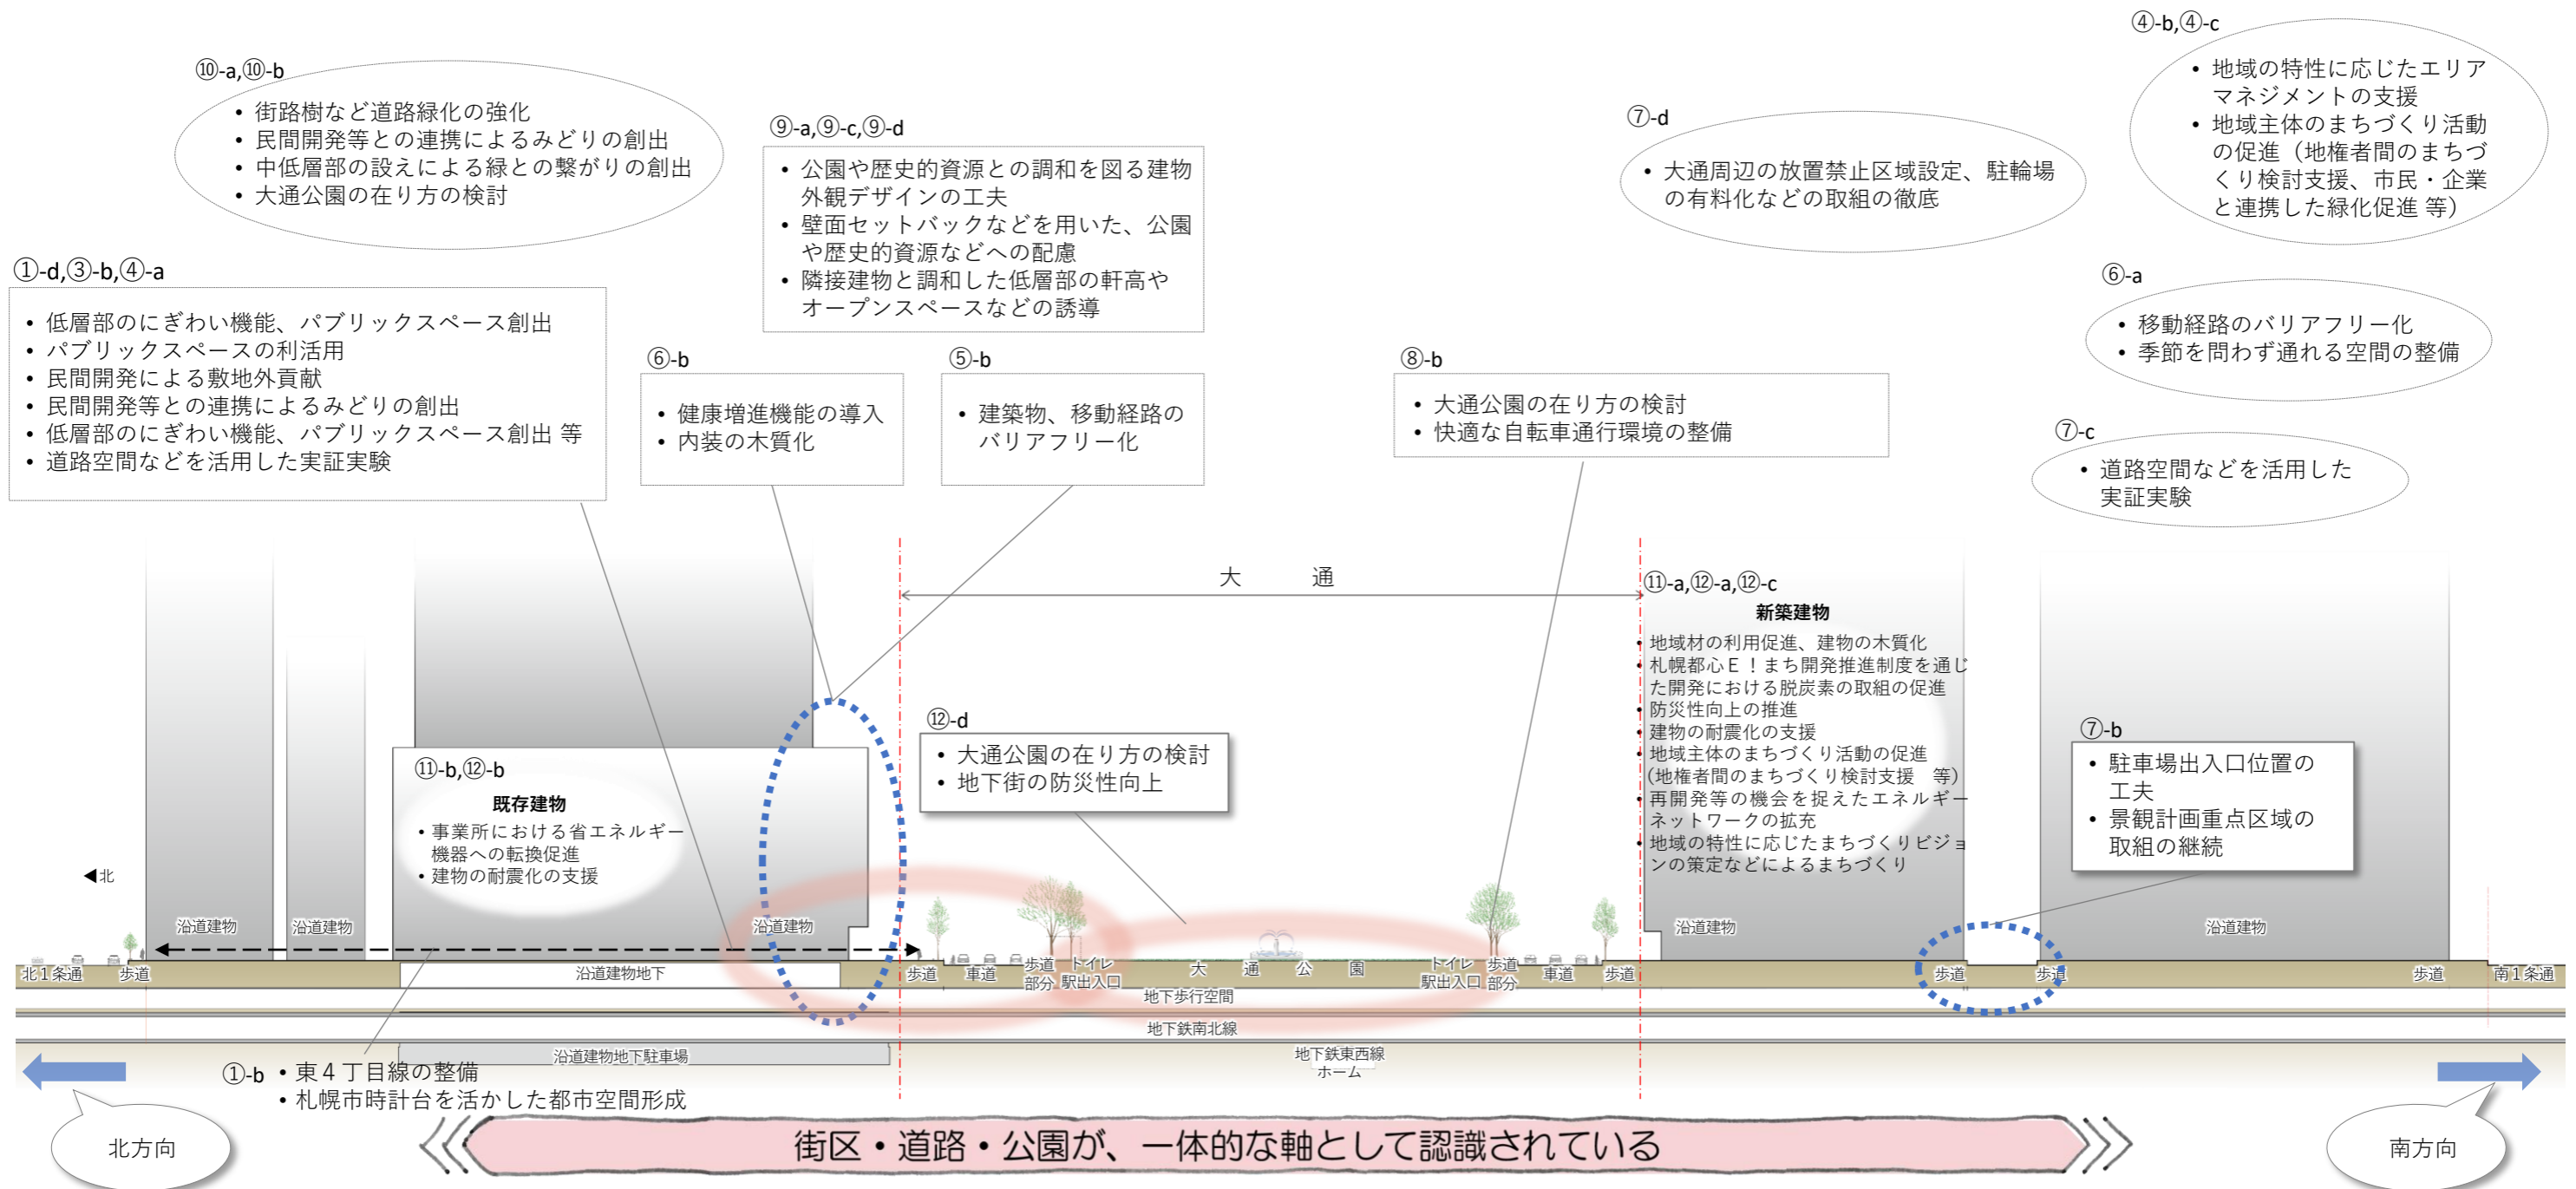 ④-b,④-c
• 地域の特性に応じたエリア
マネジメントの支援
• 地域主体のまちづくり活動
の促進（地権者間のまちづ
くり検討支援、市民・企業
と連携した緑化促進 等）
⑩-a,⑩-b
• 街路樹など道路緑化の強化
• 民間開発等との連携によるみどりの創出
• 中低層部の設えによる緑との繋がりの創出
• 大通公園の在り方の検討
⑨-a,⑨-c,⑨-d
• 公園や歴史的資源との調和を図る建物
外観デザインの工夫
• 壁面セットバックなどを用いた、公園
や歴史的資源などへの配慮
• 隣接建物と調和した低層部の軒高や
オープンスペースなどの誘導
⑦-d
• 大通周辺の放置禁止区域設定、駐輪場
の有料化などの取組の徹底
①-d,③-b,④-a
• 低層部のにぎわい機能、パブリックスペース創出
• パブリックスペースの利活用
• 民間開発による敷地外貢献
• 民間開発等との連携によるみどりの創出
• 低層部のにぎわい機能、パブリックスペース創出 等
• 道路空間などを活用した実証実験
⑥-b
• 健康増進機能の導入
• 内装の木質化
⑤-b
• 建築物、移動経路の
バリアフリー化
⑧-b
• 大通公園の在り方の検討
• 快適な自転車通行環境の整備
⑥-a
• 移動経路のバリアフリー化
• 季節を問わず通れる空間の整備
⑦-c
• 道路空間などを活用した
実証実験
大　通
⑪-a,⑫-a,⑫-c
新築建物
• 地域材の利用促進、建物の木質化
• 札幌都心Ｅ！まち開発推進制度を通じ
た開発における脱炭素の取組の促進
• 防災性向上の推進
• 建物の耐震化の支援
• 地域主体のまちづくり活動の促進
（地権者間のまちづくり検討支援　等）
• 再開発等の機会を捉えたエネルギー
ネットワークの拡充
• 地域の特性に応じたまちづくりビジョ
ンの策定などによるまちづくり
⑫-d
• 大通公園の在り方の検討
• 地下街の防災性向上
⑦-b
• 駐車場出入口位置の
工夫
• 景観計画重点区域の
取組の継続
⑪-b,⑫-b
既存建物
• 事業所における省エネルギー
機器への転換促進
• 建物の耐震化の支援
◀北
沿道建物 沿道建物 沿道建物 沿道建物 沿道建物
北１条通 歩道 沿道建物地下 歩道 車道 歩道部分 トイレ駅出入口 大　通　公　園 トイレ駅出入口 歩道部分 車道 歩道 歩道 歩道 歩道 南１条通
地下歩行空間
地下鉄南北線
沿道建物地下駐車場
地下鉄東西線
ホーム
①-b • 東４丁目線の整備
• 札幌市時計台を活かした都市空間形成
北方向
街区・道路・公園が、一体的な軸として認識されている
南方向